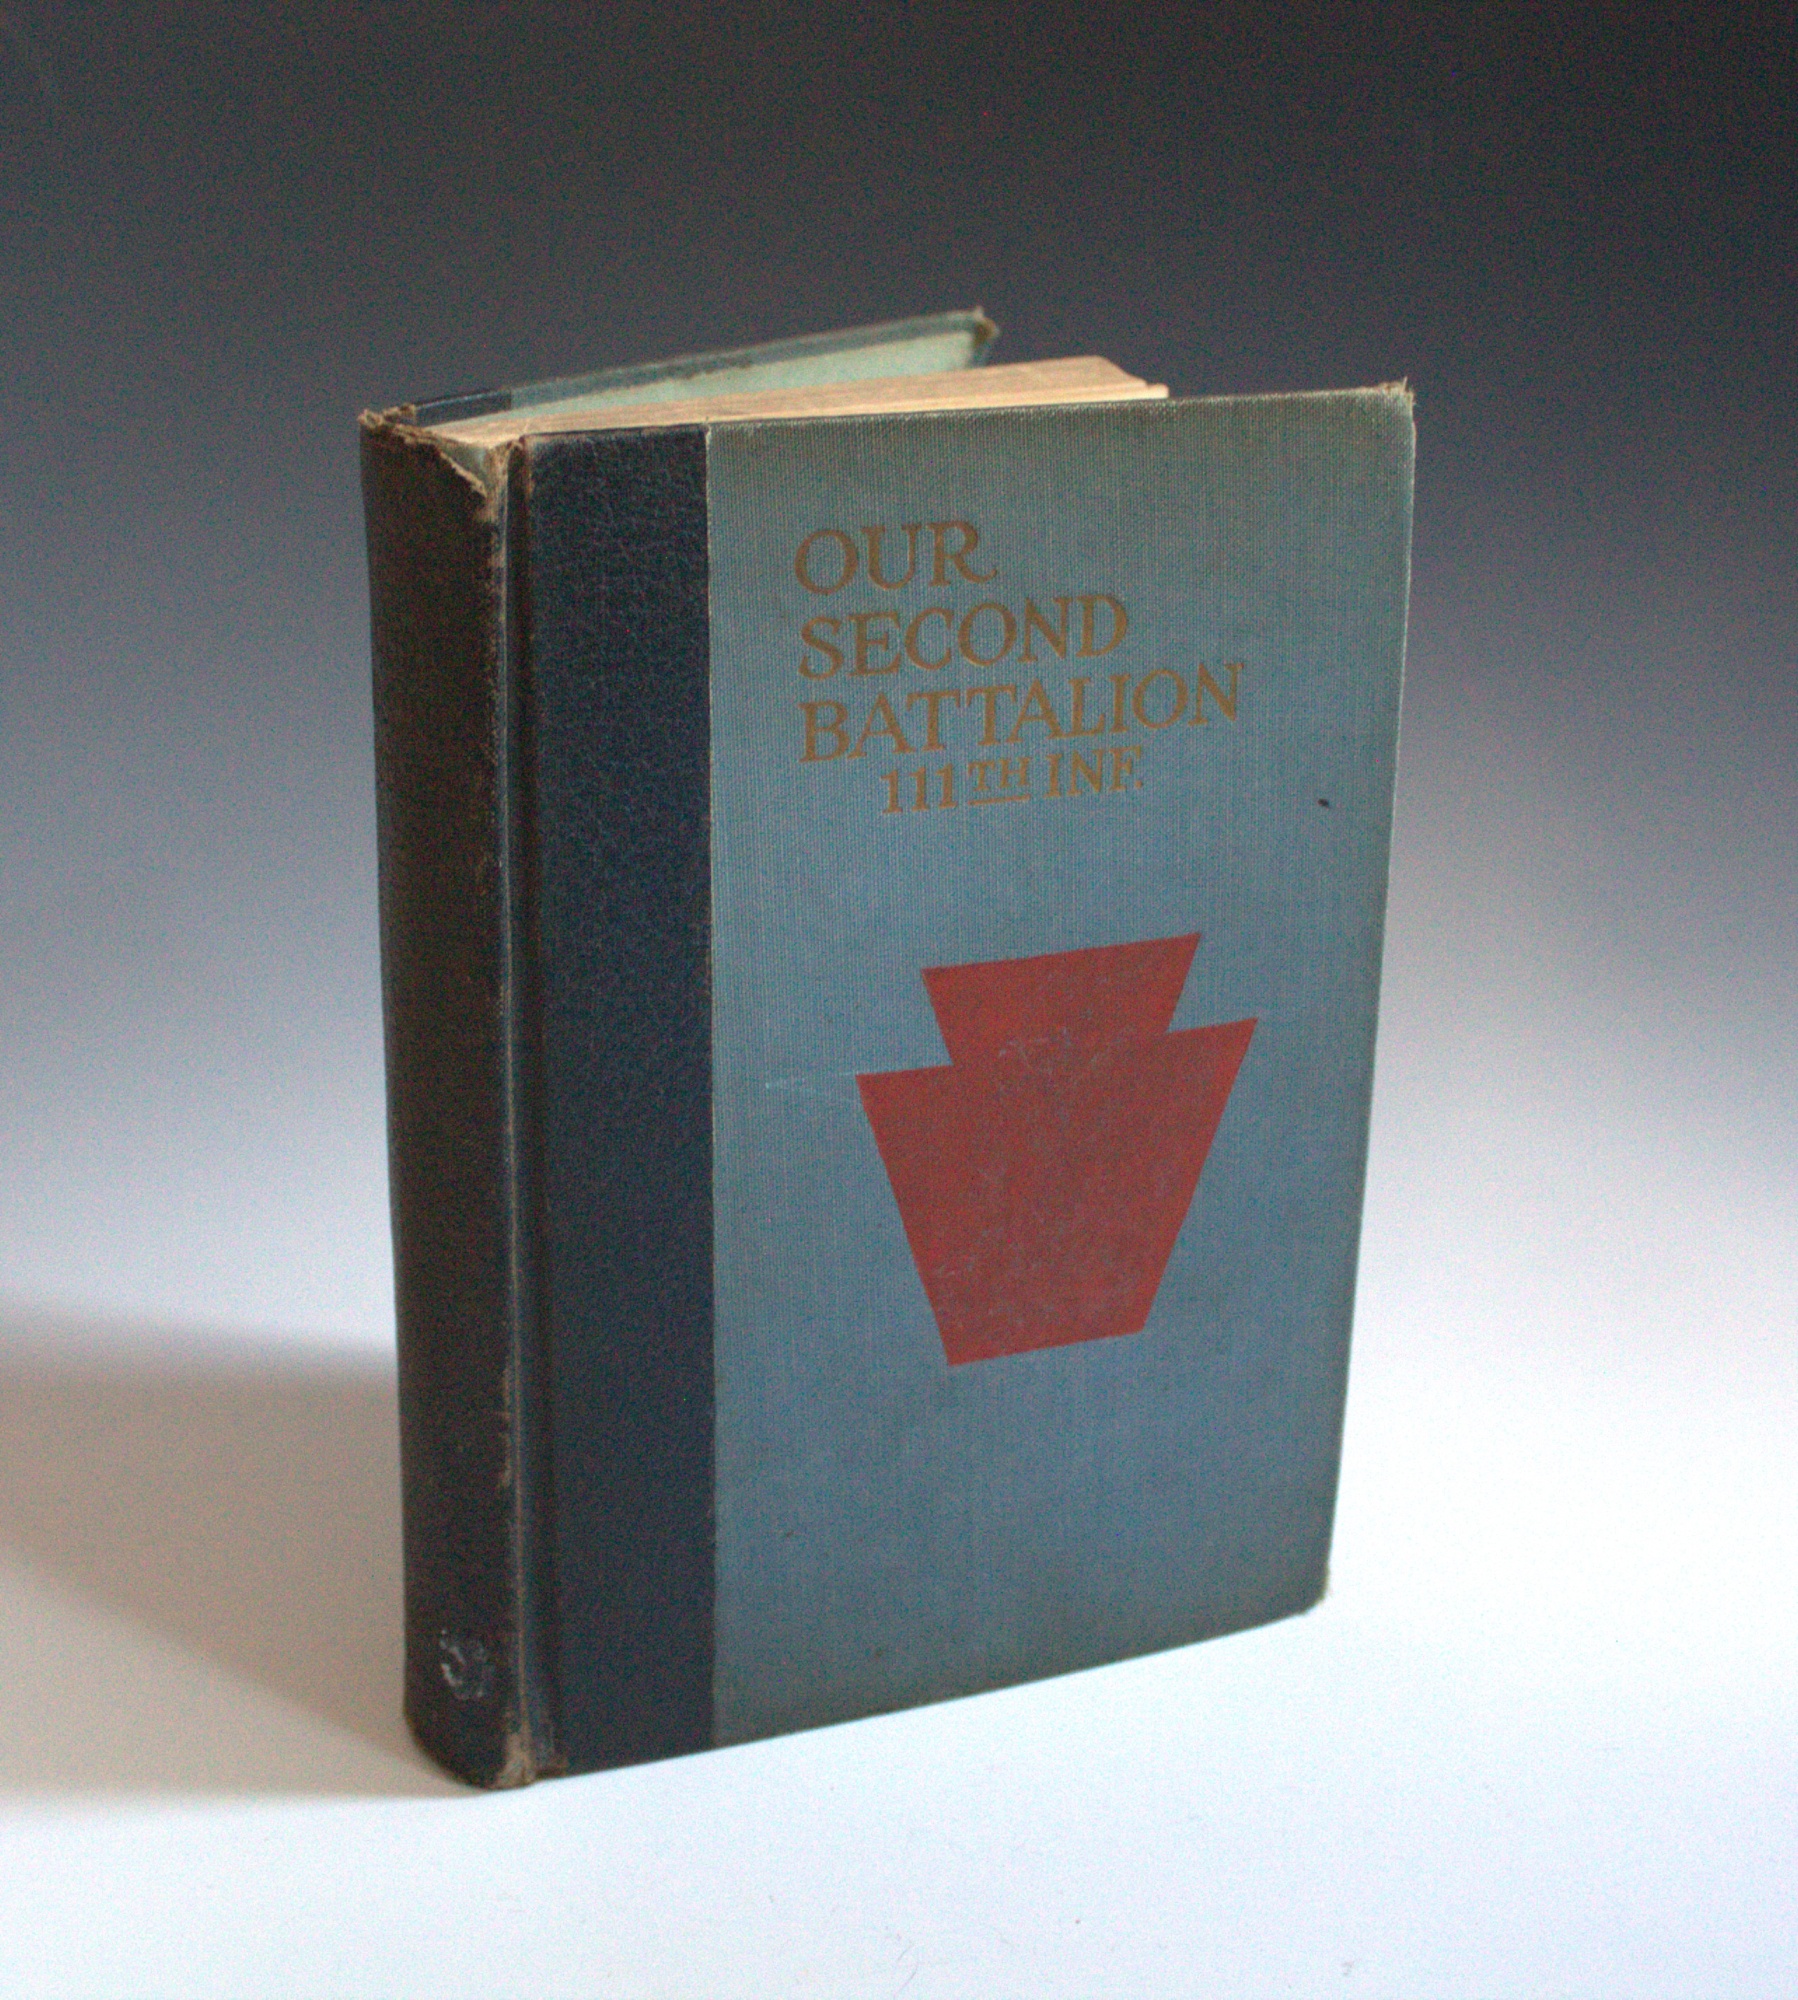 OUR
SECOND
BATTALION
111TH INF.